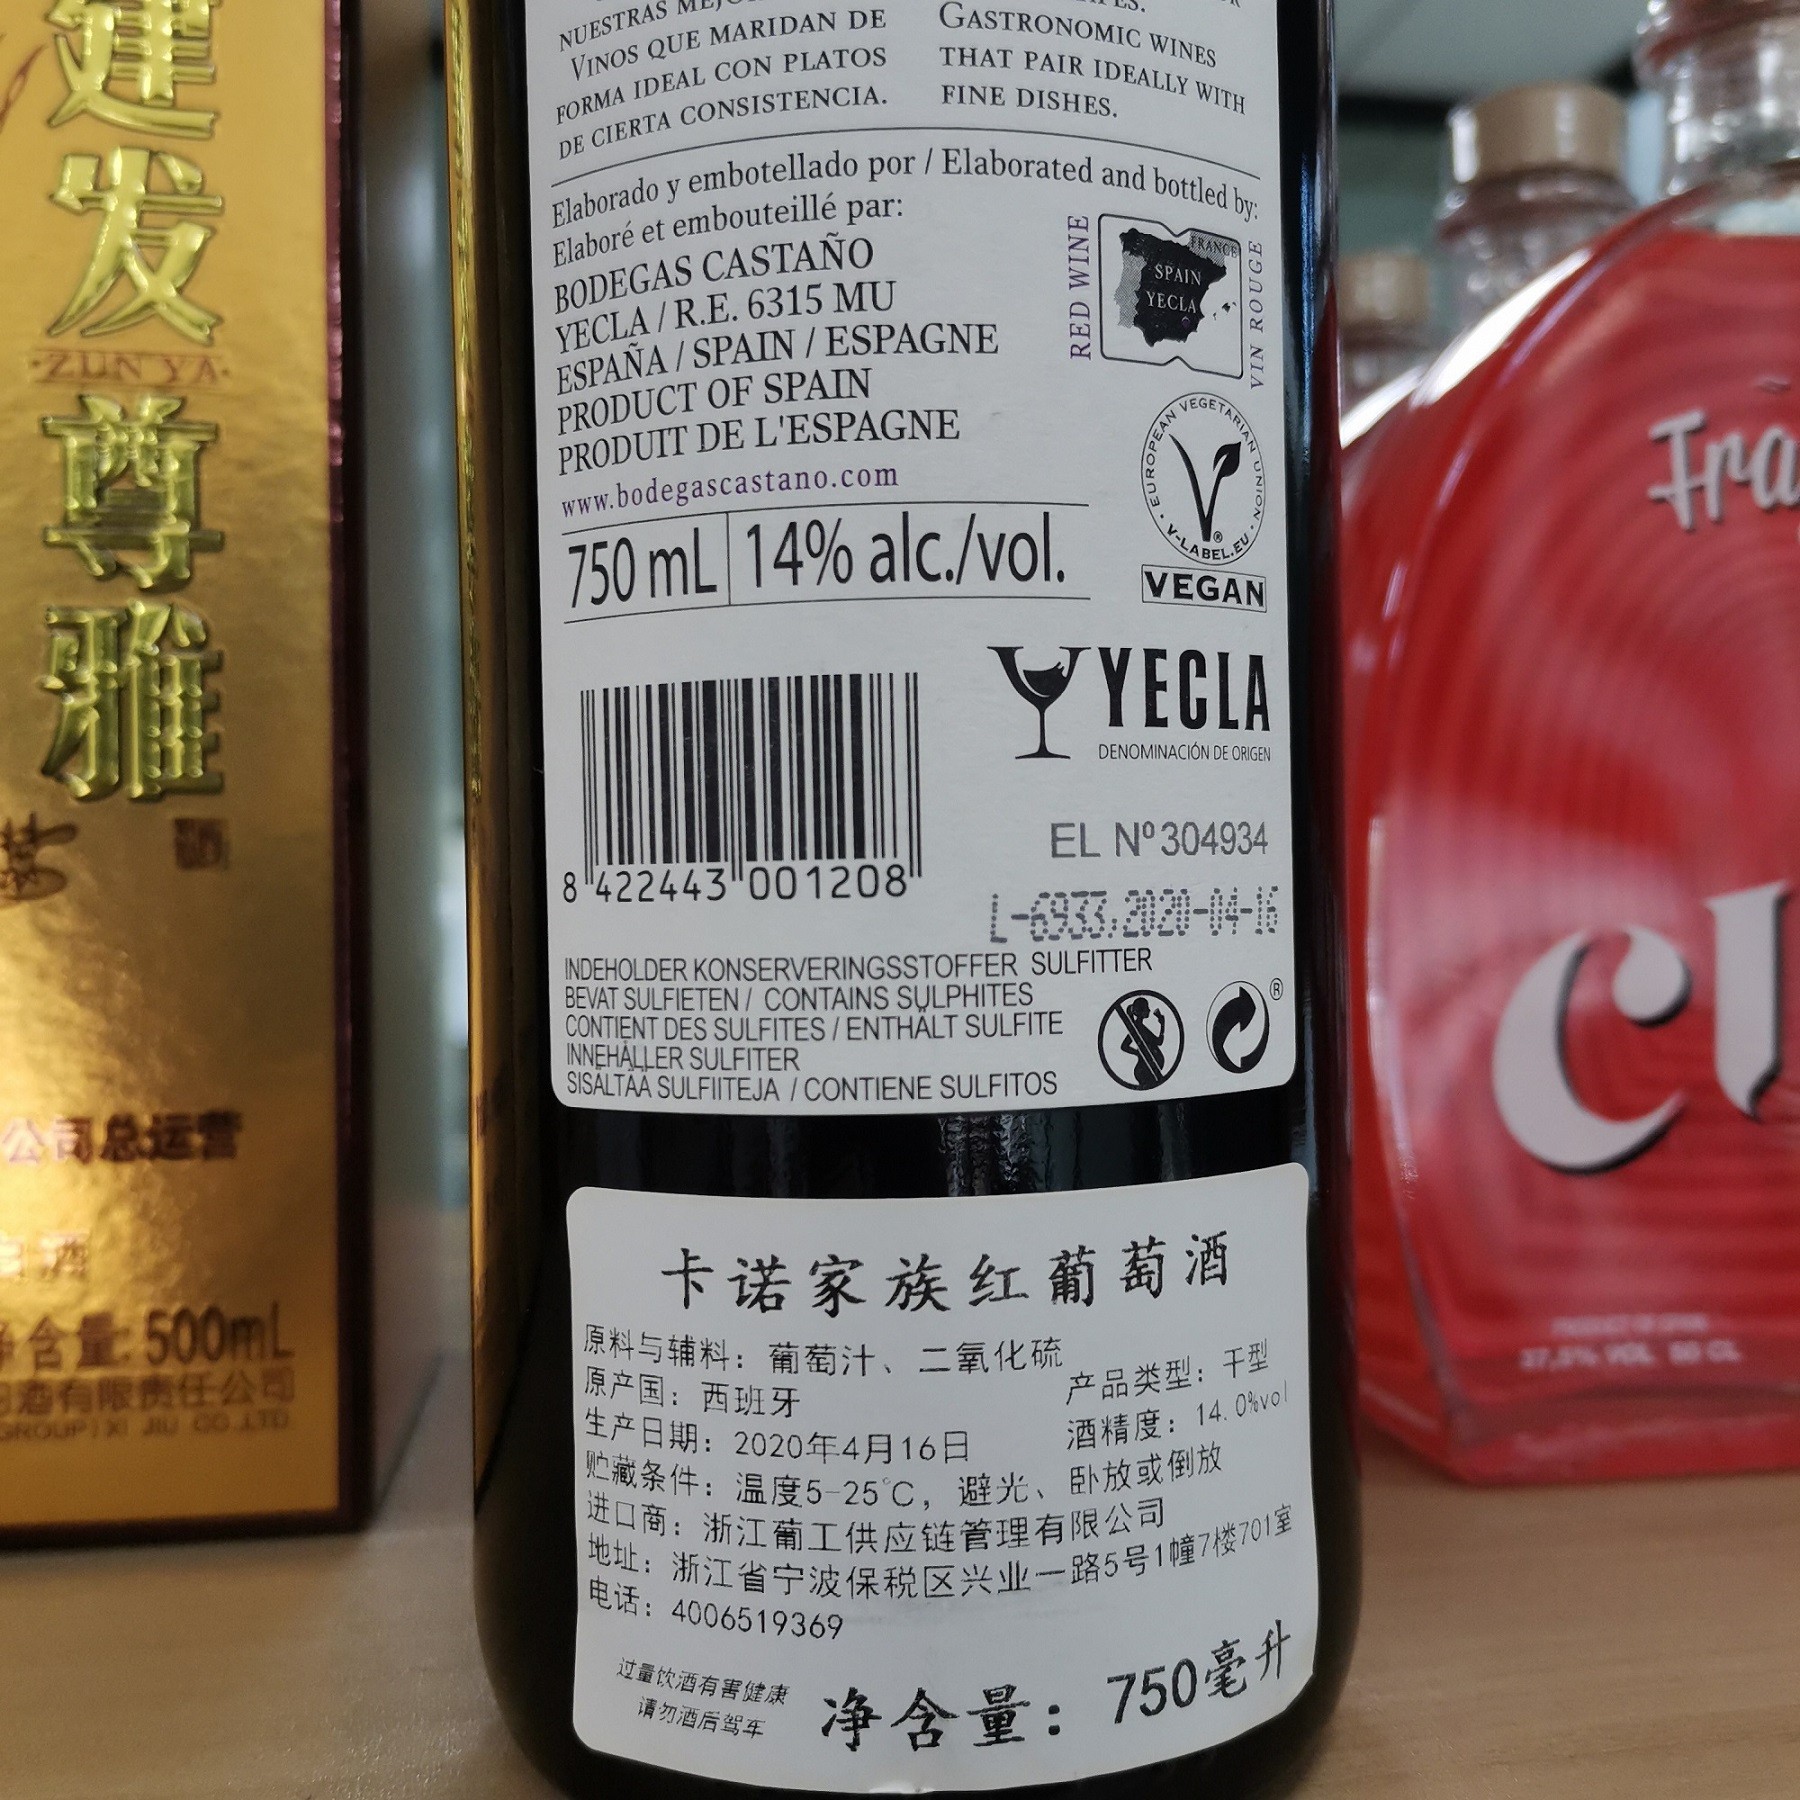 建发
·ZUN YA·
尊雅
酒
公司总运营
净含量:500mL
酒有限责任公司
GROUP) XI JIU CO.,LTD
NUESTRAS
VINOS QUE MARIDAN DE
FORMA IDEAL CON PLATOS
DE CIERTA CONSISTENCIA.
GASTRONOMIC WINES
THAT PAIR IDEALLY WITH
FINE DISHES.
Elaborado y embotellado por / Elaborated and bottled by:
Elaboré et embouteillé par:
BODEGAS CASTAÑO
YECLA / R.E. 6315 MU
ESPAÑA / SPAIN / ESPAGNE
PRODUCT OF SPAIN
PRODUIT DE L'ESPAGNE
www.bodegascastano.com
RED WINE
FRANCE
SPAIN
YECLA
VIN ROUGE
750 mL 14% alc./vol.
EUROPEAN VEGETARIAN UNION
· V-LABEL.EU ·
®
VEGAN
YECLA
DENOMINACIÓN DE ORIGEN
8 422443 001208
EL Nº 304934
L-6933,2020-04-16
INDEHOLDER KONSERVERINGSSTOFFER SULFITTER
BEVAT SULFIETEN / CONTAINS SULPHITES
CONTIENT DES SULFITES / ENTHÄLT SULFITE
INNEHÅLLER SULFITER
SISÄLTÄÄ SULFIITEJA / CONTIENE SULFITOS
®
卡诺家族红葡萄酒
原料与辅料：葡萄汁、二氧化硫
原产国：西班牙 产品类型：干型
生产日期：2020年4月16日 酒精度：14.0%vol
贮藏条件：温度5-25℃，避光、卧放或倒放
进口商：浙江葡工供应链管理有限公司
地址：浙江省宁波保税区兴业一路5号1幢7楼701室
电话：4006519369
过量饮酒有害健康
请勿酒后驾车
净含量：750毫升
Fra
CU
37,5% VOL 50 CL